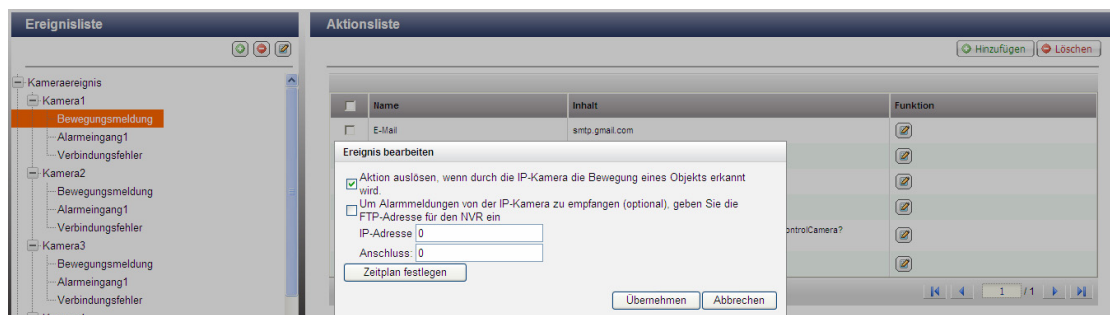 Ereignisliste
Kameraereignis
Kamera1
Bewegungsmeldung
Alarmeingang1
Verbindungsfehler
Kamera2
Bewegungsmeldung
Alarmeingang1
Verbindungsfehler
Kamera3
Bewegungsmeldung
Alarmeingang1
Verbindungsfehler
Aktionsliste
Hinzufügen Löschen
Name Inhalt Funktion
E-Mail smtp.gmail.com
ontrolCamera?
1 /1
Ereignis bearbeiten
Aktion auslösen, wenn durch die IP-Kamera die Bewegung eines Objekts erkannt
wird.
Um Alarmmeldungen von der IP-Kamera zu empfangen (optional), geben Sie die
FTP-Adresse für den NVR ein
IP-Adresse 0
Anschluss: 0
Zeitplan festlegen
Übernehmen Abbrechen